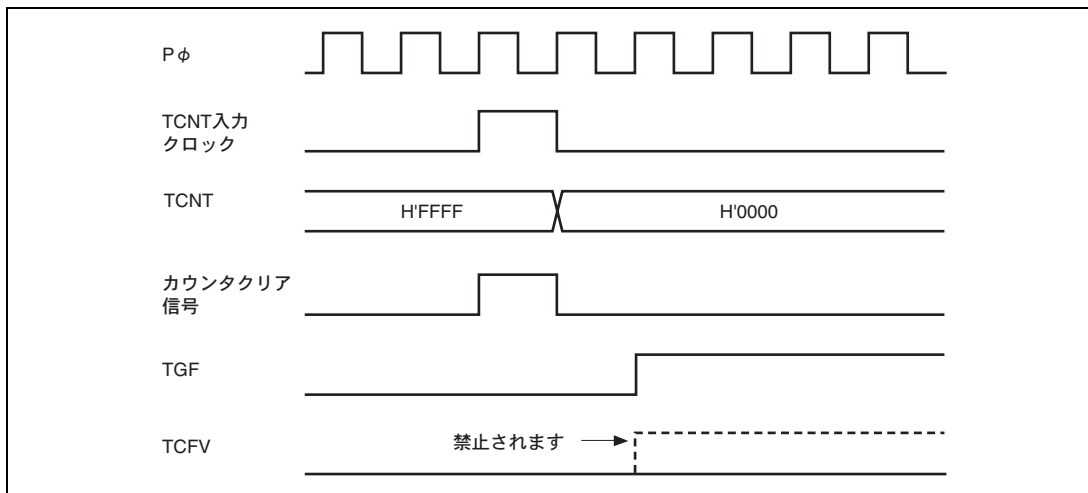 Pφ
TCNT入力
クロック
TCNT
H'FFFF
H'0000
カウンタクリア
信号
TGF
TCFV
禁止されます